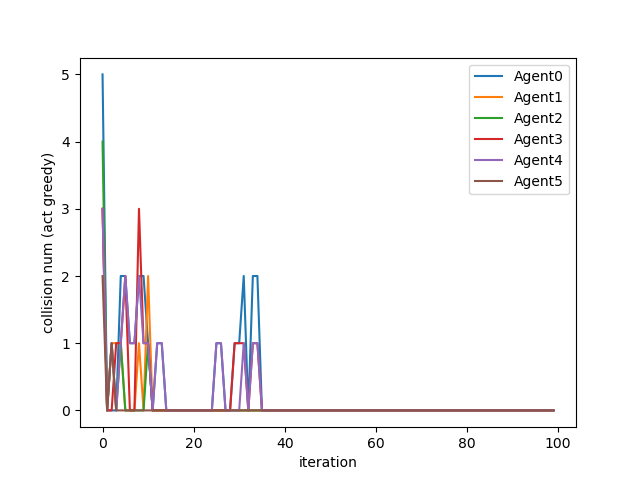 Agent0
Agent1
Agent2
Agent3
Agent4
Agent5
5
4
3
2
1
0
collision num (act greedy)
0 20 40 60 80 100
iteration